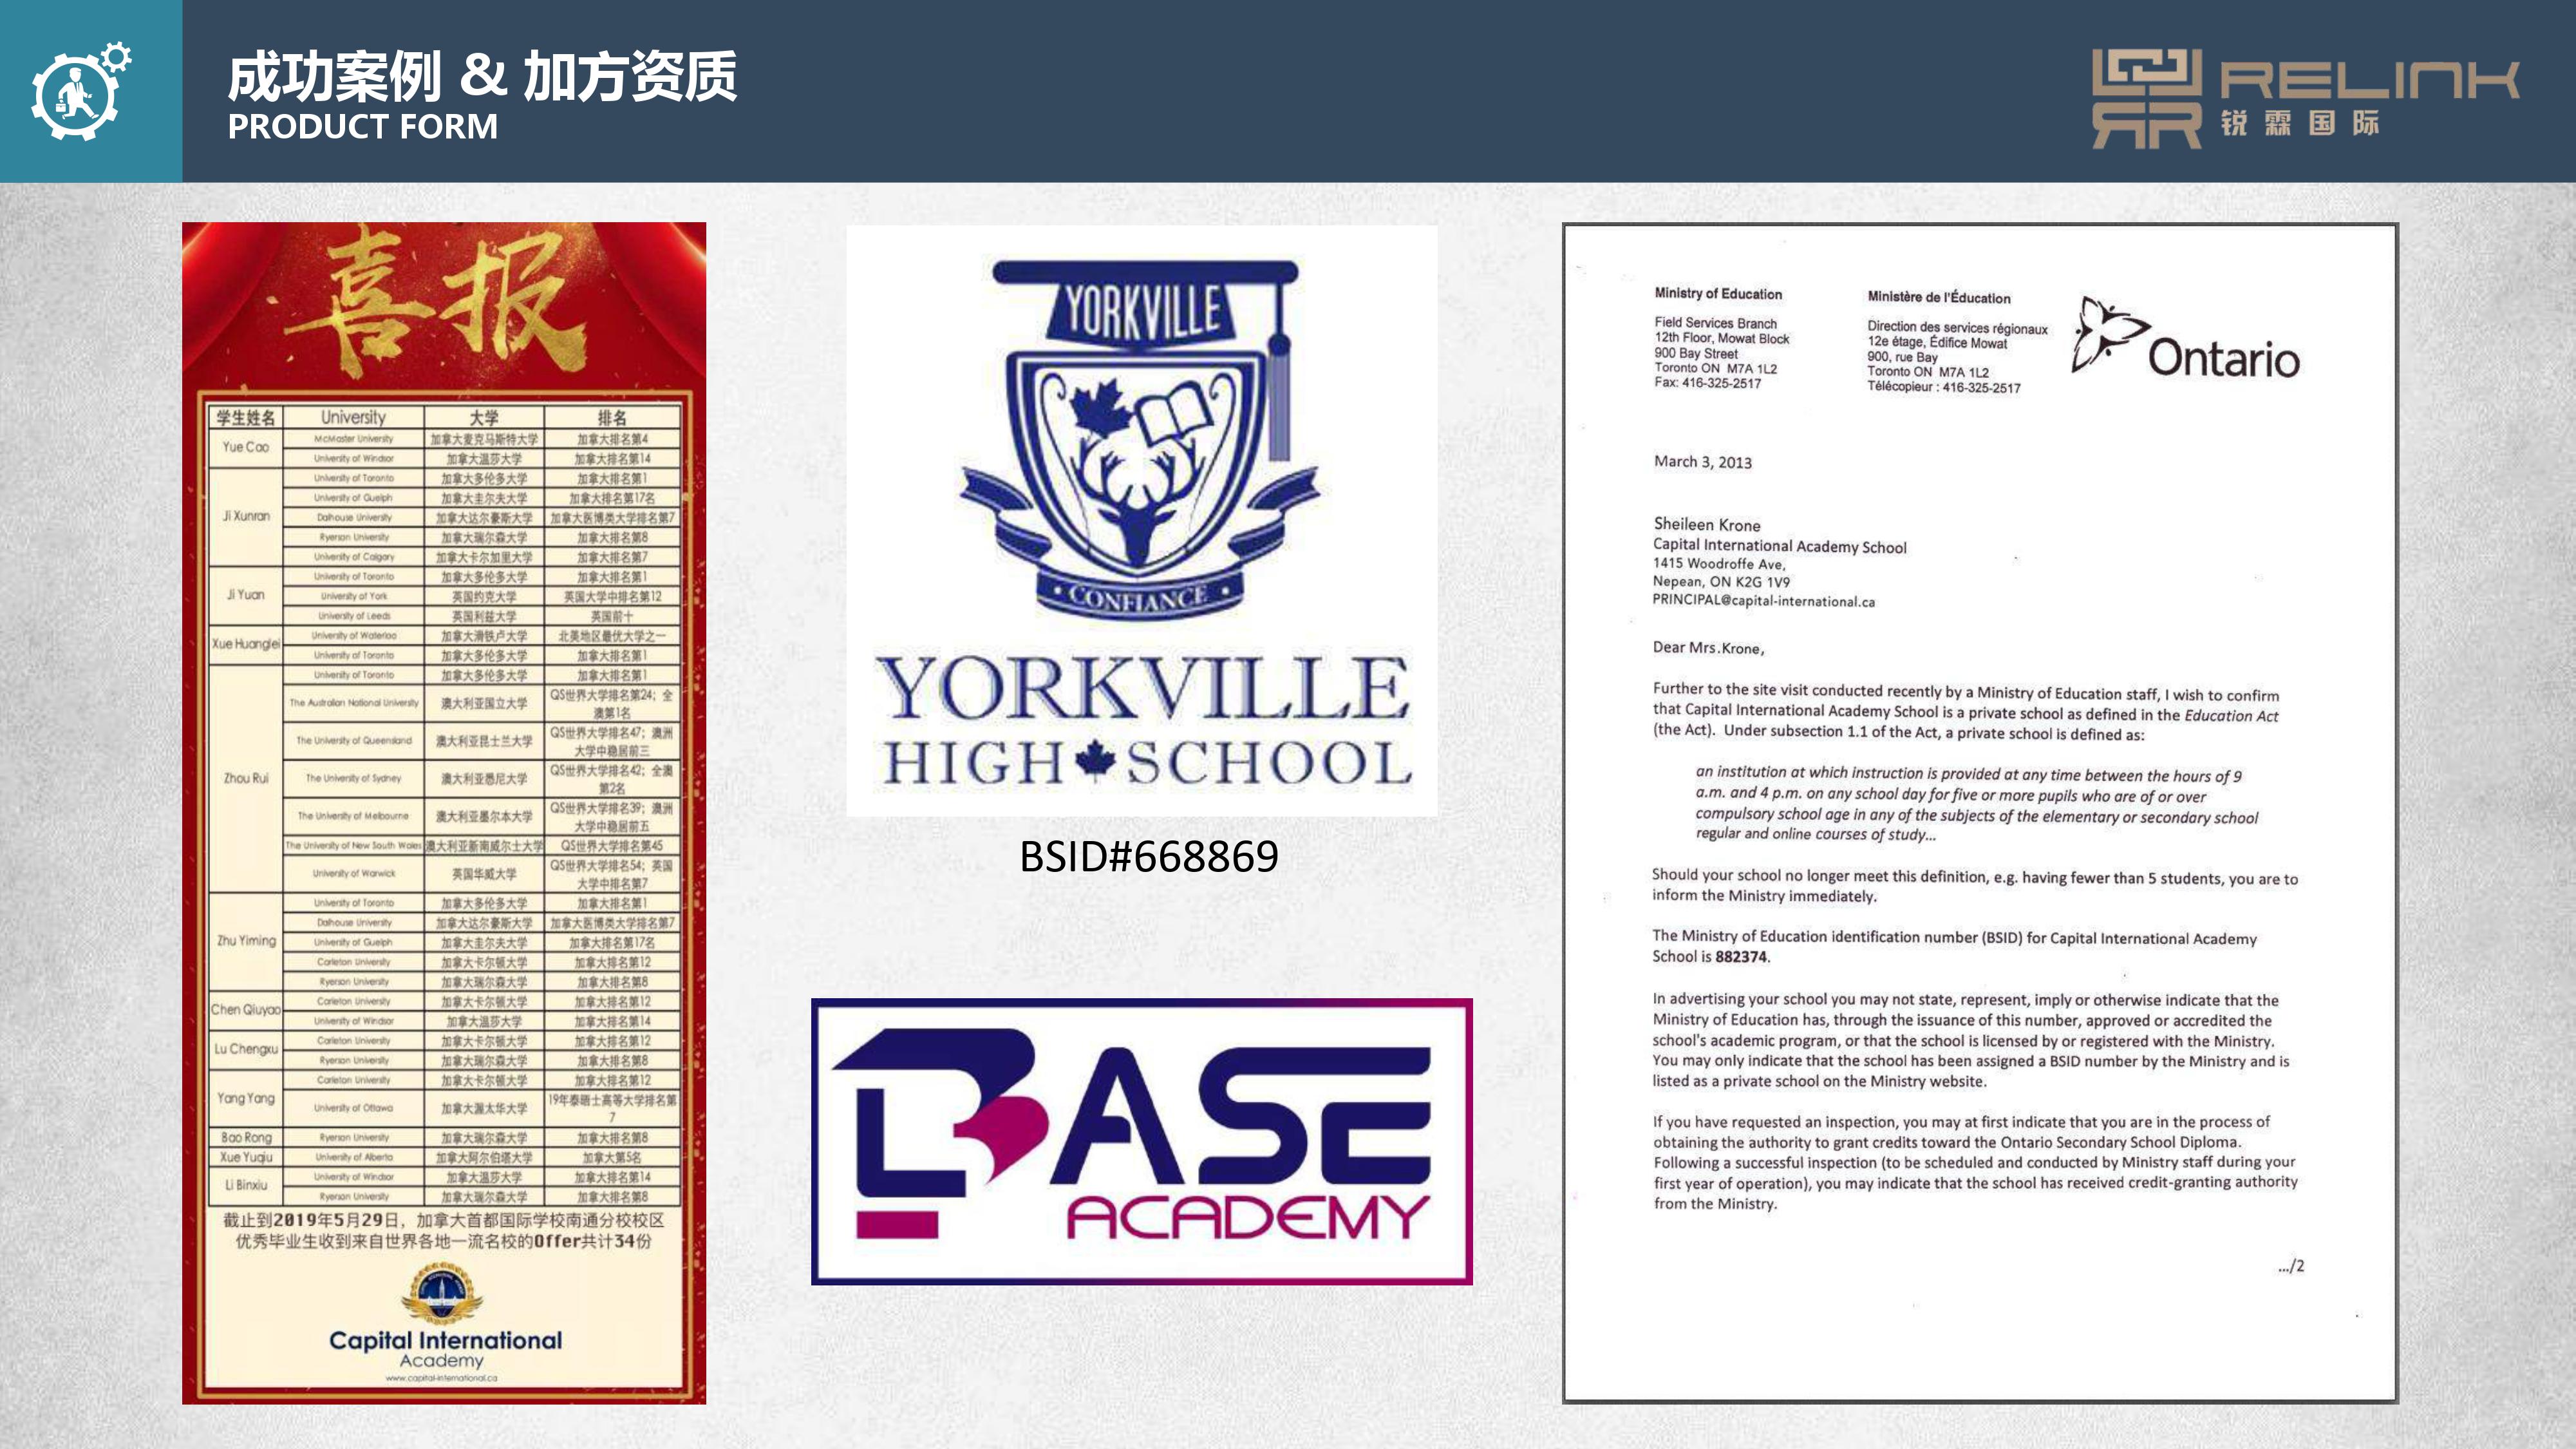 成功案例 & 加方资质
PRODUCT FORM
RELINK
锐霖国际
喜报
学生姓名 University 大学 排名
Yue Cao McMaster University 加拿大麦克马斯特大学 加拿大排名第4
University of Windsor 加拿大温莎大学 加拿大排名第14
Ji Xunran University of Toronto 加拿大多伦多大学 加拿大排名第1
University of Guelph 加拿大圭尔夫大学 加拿大排名第17名
Dalhouse University 加拿大达尔豪斯大学 加拿大医博类大学排名第7
Ryerson University 加拿大瑞尔森大学 加拿大排名第8
University of Calgary 加拿大卡尔加里大学 加拿大排名第7
Ji Yuan University of Toronto 加拿大多伦多大学 加拿大排名第1
University of York 英国约克大学 英国大学中排名第12
University of Leeds 英国利兹大学 英国前十
Xue Huanglei University of Waterloo 加拿大滑铁卢大学 北美地区最优大学之一
University of Toronto 加拿大多伦多大学 加拿大排名第1
Zhou Rui University of Toronto 加拿大多伦多大学 加拿大排名第1
The Australian National University 澳大利亚国立大学 QS世界大学排名第24；全
澳第1名
The University of Queensland 澳大利亚昆士兰大学 QS世界大学排名47；澳洲
大学中稳居前三
The University of Sydney 澳大利亚悉尼大学 QS世界大学排名42；全澳
第2名
The University of Melbourne 澳大利亚墨尔本大学 QS世界大学排名39；澳洲
大学中稳居前五
The University of New South Wales 澳大利亚新南威尔士大学 QS世界大学排名第45
University of Warwick 英国华威大学 QS世界大学排名54；英国
大学中排名第7
Zhu Yiming University of Toronto 加拿大多伦多大学 加拿大排名第1
Dalhouse University 加拿大达尔豪斯大学 加拿大医博类大学排名第7
University of Guelph 加拿大圭尔夫大学 加拿大排名第17名
Carleton University 加拿大卡尔顿大学 加拿大排名第12
Ryerson University 加拿大瑞尔森大学 加拿大排名第8
Chen Qiuyao Carleton University 加拿大卡尔顿大学 加拿大排名第12
University of Windsor 加拿大温莎大学 加拿大排名第14
Lu Chengxu Carleton University 加拿大卡尔顿大学 加拿大排名第12
Ryerson University 加拿大瑞尔森大学 加拿大排名第8
Yang Yang Carleton University 加拿大卡尔顿大学 加拿大排名第12
University of Ottawa 加拿大渥太华大学 19年泰晤士高等大学排名第
7
Bao Rong Ryerson University 加拿大瑞尔森大学 加拿大排名第8
Xue Yuqiu University of Alberta 加拿大阿尔伯塔大学 加拿大第5名
Li Binxiu University of Windsor 加拿大温莎大学 加拿大排名第14
Ryerson University 加拿大瑞尔森大学 加拿大排名第8
截止到2019年5月29日，加拿大首都国际学校南通分校校区
优秀毕业生收到来自世界各地一流名校的Offer共计34份
Capital International
Academy
www.capital-international.ca
YORKVILLE
CONFIANCE
YORKVILLE
HIGH SCHOOL
BSID#668869
BASE
ACADEMY
Ministry of Education
Field Services Branch
12th Floor, Mowat Block
900 Bay Street
Toronto ON M7A 1L2
Fax: 416-325-2517
Ministère de l'Éducation
Direction des services régionaux
12e étage, Édifice Mowat
900, rue Bay
Toronto ON M7A 1L2
Télécopieur : 416-325-2517
Ontario
March 3, 2013
Sheileen Krone
Capital International Academy School
1415 Woodroffe Ave,
Nepean, ON K2G 1V9
PRINCIPAL@capital-international.ca
Dear Mrs.Krone,
Further to the site visit conducted recently by a Ministry of Education staff, I wish to confirm
that Capital International Academy School is a private school as defined in the Education Act
(the Act). Under subsection 1.1 of the Act, a private school is defined as:
an institution at which instruction is provided at any time between the hours of 9
a.m. and 4 p.m. on any school day for five or more pupils who are of or over
compulsory school age in any of the subjects of the elementary or secondary school
regular and online courses of study...
Should your school no longer meet this definition, e.g. having fewer than 5 students, you are to
inform the Ministry immediately.
The Ministry of Education identification number (BSID) for Capital International Academy
School is 882374.
In advertising your school you may not state, represent, imply or otherwise indicate that the
Ministry of Education has, through the issuance of this number, approved or accredited the
school's academic program, or that the school is licensed by or registered with the Ministry.
You may only indicate that the school has been assigned a BSID number by the Ministry and is
listed as a private school on the Ministry website.
If you have requested an inspection, you may at first indicate that you are in the process of
obtaining the authority to grant credits toward the Ontario Secondary School Diploma.
Following a successful inspection (to be scheduled and conducted by Ministry staff during your
first year of operation), you may indicate that the school has received credit-granting authority
from the Ministry.
.../2